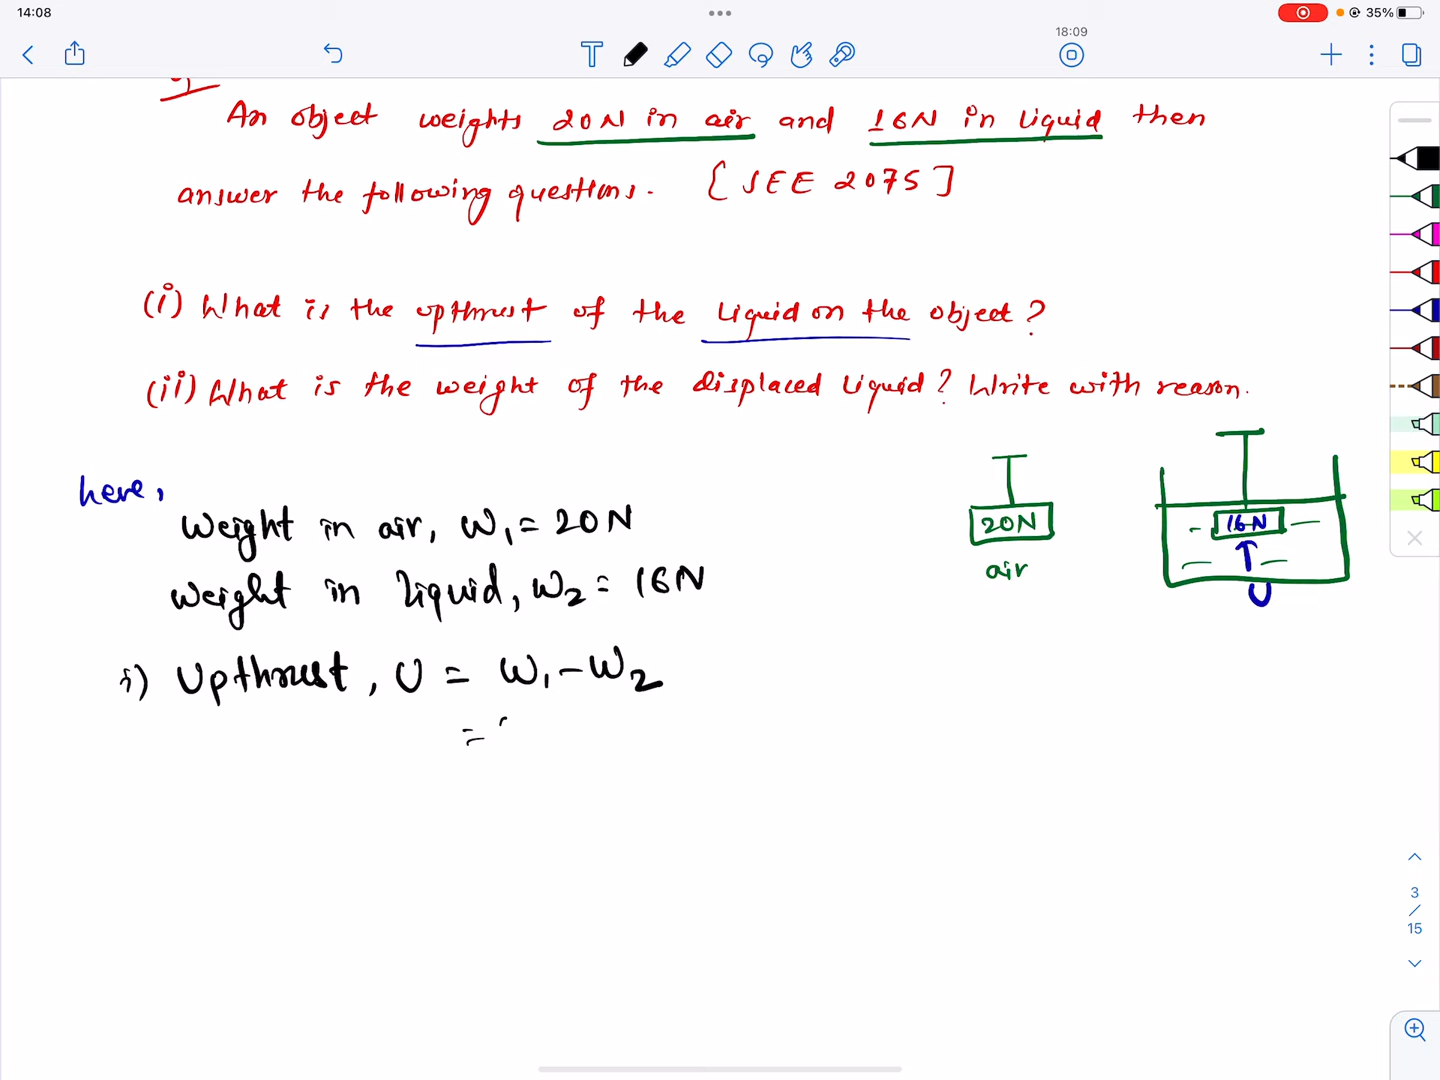 14:08
35%
18:09
An object weights 20N in air and 16N in liquid then
answer the following questions. [SEE 2075]
(i) What is the upthrust of the liquid on the object?
(ii) What is the weight of the displaced liquid? Write with reason.
here,
Weight in air, W1 = 20N
Weight in liquid, W2 = 16N
20N
air
16N
U
i) Upthrust, U = W1 - W2
=
3
/
15